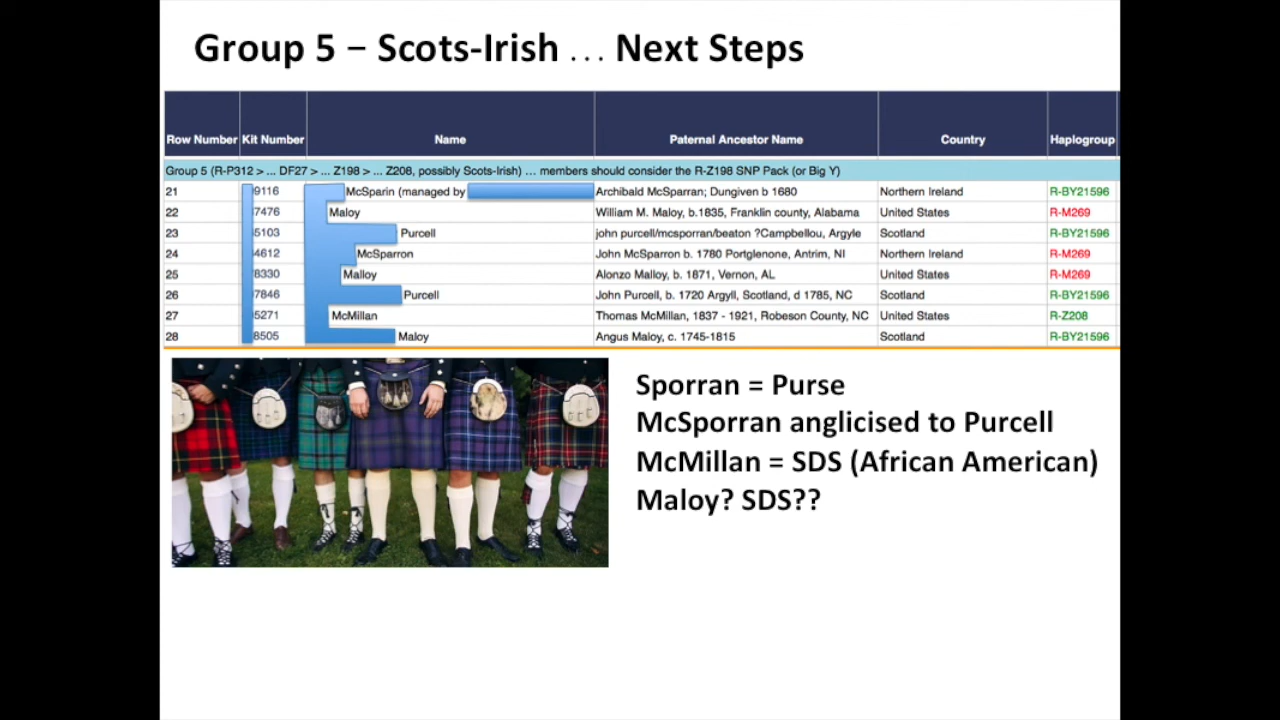 Group 5 – Scots-Irish … Next Steps
Row Number Kit Number Name Paternal Ancestor Name Country Haplogroup
Group 5 (R-P312 > ... DF27 > ... Z198 > ... Z208, possibly Scots-Irish) ... members should consider the R-Z198 SNP Pack (or Big Y)
21 9116 McSparin (managed by Archibald McSparran; Dungiven b 1680 Northern Ireland R-BY21596
22 7476 Maloy William M. Maloy, b.1835, Franklin county, Alabama United States R-M269
23 5103 Purcell john purcell/mcsporran/beaton ?Campbellou, Argyle Scotland R-BY21596
24 4612 McSparron John McSparron b. 1780 Portglenone, Antrim, NI Northern Ireland R-M269
25 8330 Malloy Alonzo Malloy, b. 1871, Vernon, AL United States R-M269
26 7846 Purcell John Purcell, b. 1720 Argyll, Scotland, d 1785, NC Scotland R-BY21596
27 5271 McMillan Thomas McMillan, 1837 - 1921, Robeson County, NC United States R-Z208
28 8505 Maloy Angus Maloy, c. 1745-1815 Scotland R-BY21596
Sporran = Purse
McSporran anglicised to Purcell
McMillan = SDS (African American)
Maloy? SDS??